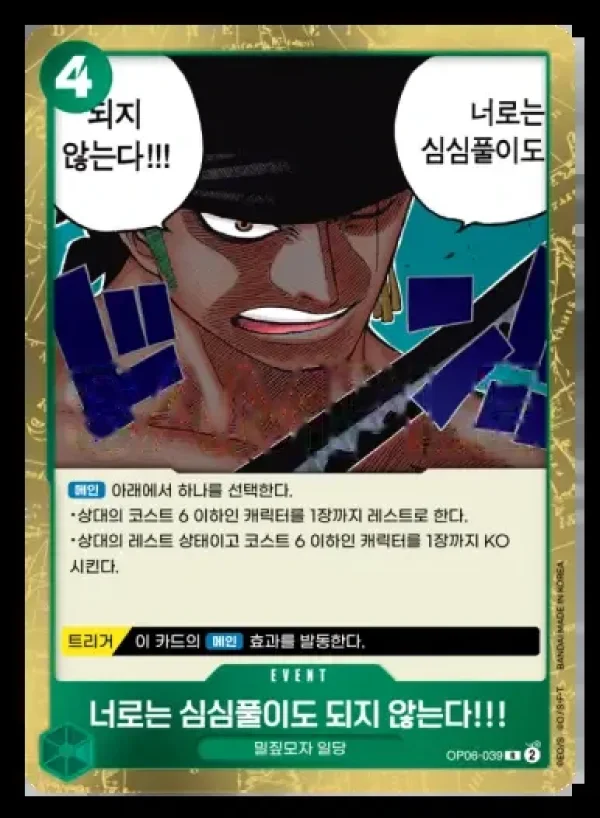 4
되지
않는다!!!
너로는
심심풀이도
메인 아래에서 하나를 선택한다.
•상대의 코스트 6 이하인 캐릭터를 1장까지 레스트로 한다.
•상대의 레스트 상태이고 코스트 6 이하인 캐릭터를 1장까지 KO
시킨다.
트리거 이 카드의 메인 효과를 발동한다.
EVENT
너로는 심심풀이도 되지 않는다!!!
밀짚모자 일당
OP06-039 R 2
©EO/S ©O/S·F·T BANDAI MADE IN KOREA